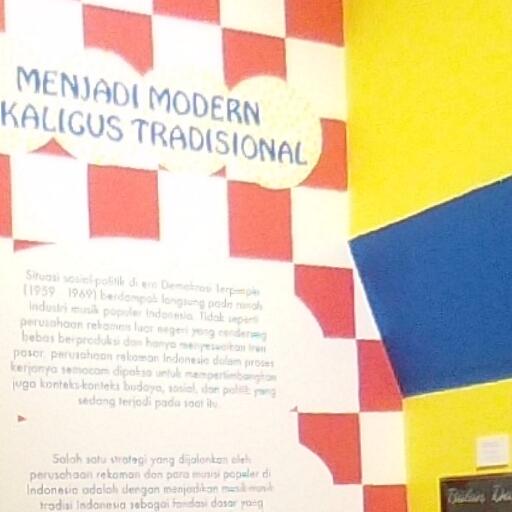 MENJADI MODERN
KALIGUS TRADISIONAL
Situasi sosial-politik di era Demokrasi Terpimpin
(1959 1969) berdampak langsung pada ranah
industri musik populer Indonesia. Tidak seperti
perusahaan rekaman luar negeri yang cenderung
bebas berproduksi dan hanya menyesuaikan tren
pasar, perusahaan rekaman Indonesia dalam proses
kerjanya semacam dipaksa untuk mempertimbangkan
juga konteks-konteks budaya, sosial, dan politik yang
sedang terjadi pada saat itu.
Salah satu strategi yang dijalankan oleh
perusahaan rekaman dan para musisi populer di
Indonesia adalah dengan menjadikan musik-musik
tradisi Indonesia sebagai fondasi dasar yang